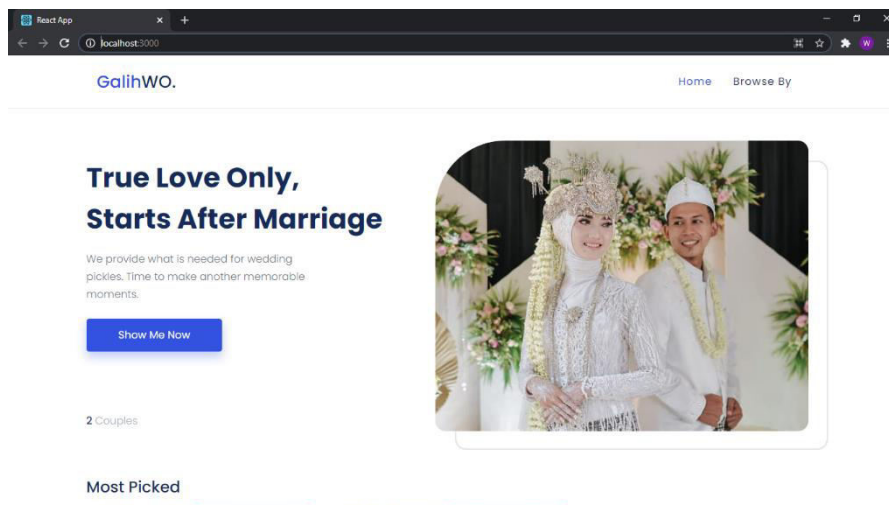 React App
localhost:3000
W
GalihWO.
Home Browse By
True Love Only,
Starts After Marriage
We provide what is needed for wedding
pickles. Time to make another memorable
moments.
Show Me Now
2 Couples
Most Picked